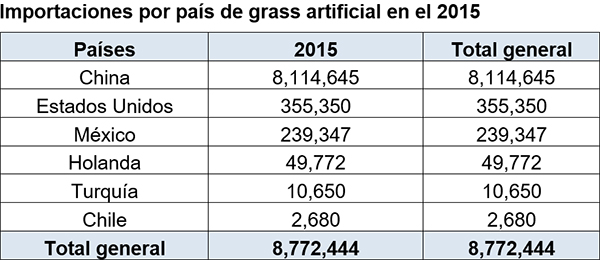 Importaciones por país de grass artificial en el 2015
Países 2015 Total general
China 8,114,645 8,114,645
Estados Unidos 355,350 355,350
México 239,347 239,347
Holanda 49,772 49,772
Turquía 10,650 10,650
Chile 2,680 2,680
Total general 8,772,444 8,772,444